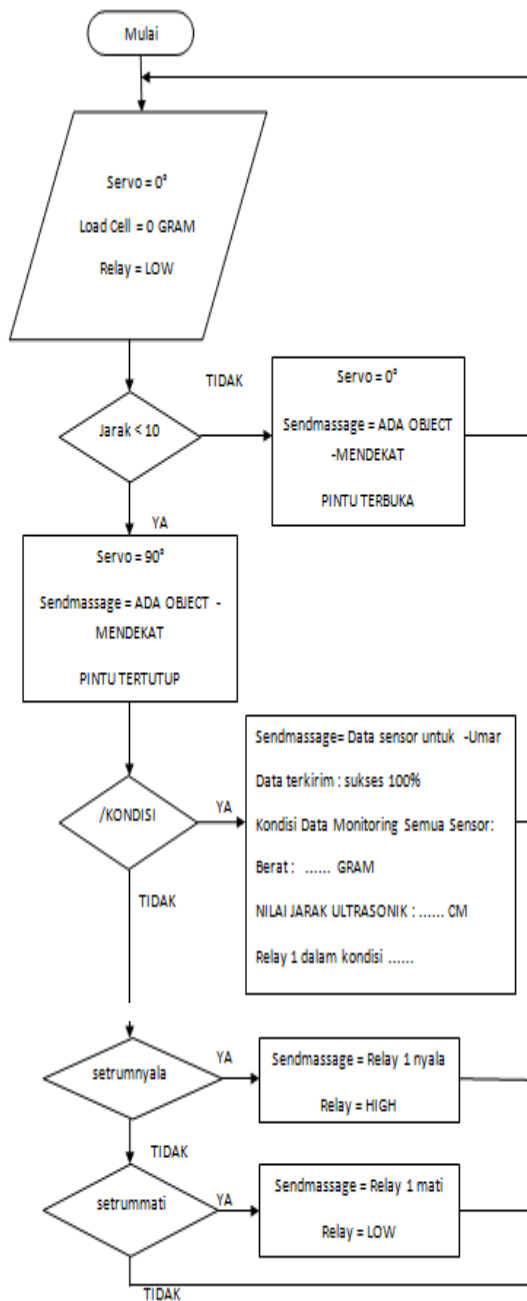 Mulai
Servo = 0°
Load Cell = 0 GRAM
Relay = LOW
TIDAK
Jarak < 10
Servo = 0°
Sendmassage = ADA OBJECT
-MENDEKAT
PINTU TERBUKA
YA
Servo = 90°
Sendmassage = ADA OBJECT -
MENDEKAT
PINTU TERTUTUP
/KONDISI
YA
Sendmassage= Data sensor untuk -Umar
Data terkirim : sukses 100%
Kondisi Data Monitoring Semua Sensor:
Berat : ...... GRAM
NILAI JARAK ULTRASONIK : ...... CM
Relay 1 dalam kondisi ......
TIDAK
setrumnyala
YA
Sendmassage = Relay 1 nyala
Relay = HIGH
TIDAK
setrummati
YA
Sendmassage = Relay 1 mati
Relay = LOW
TIDAK